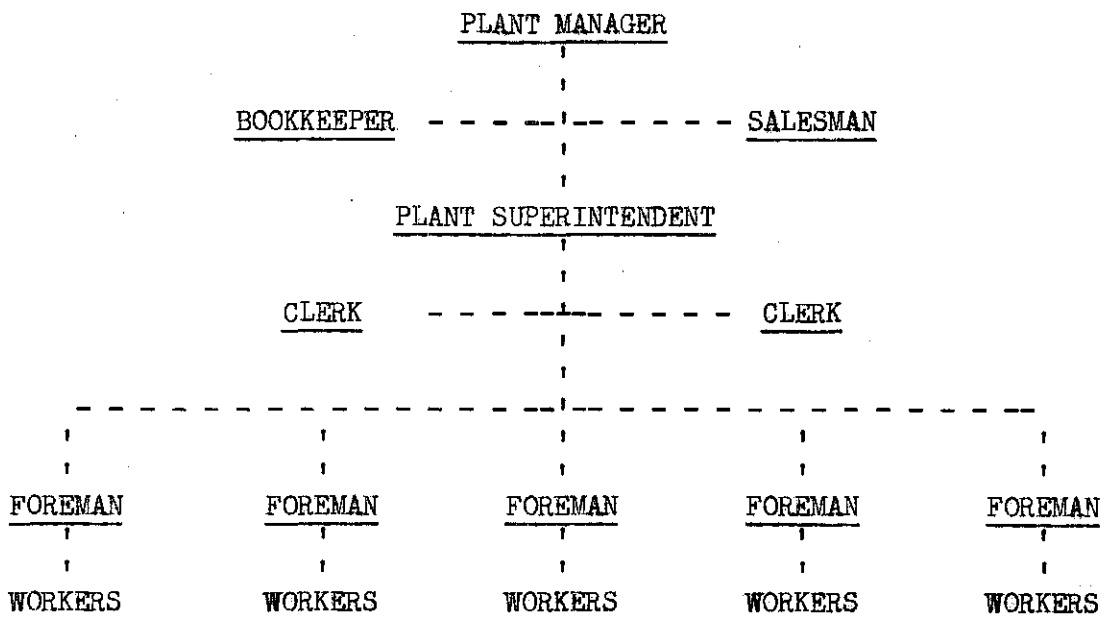 PLANT MANAGER
BOOKKEEPER SALESMAN
PLANT SUPERINTENDENT
CLERK CLERK
FOREMAN FOREMAN FOREMAN FOREMAN FOREMAN
WORKERS WORKERS WORKERS WORKERS WORKERS